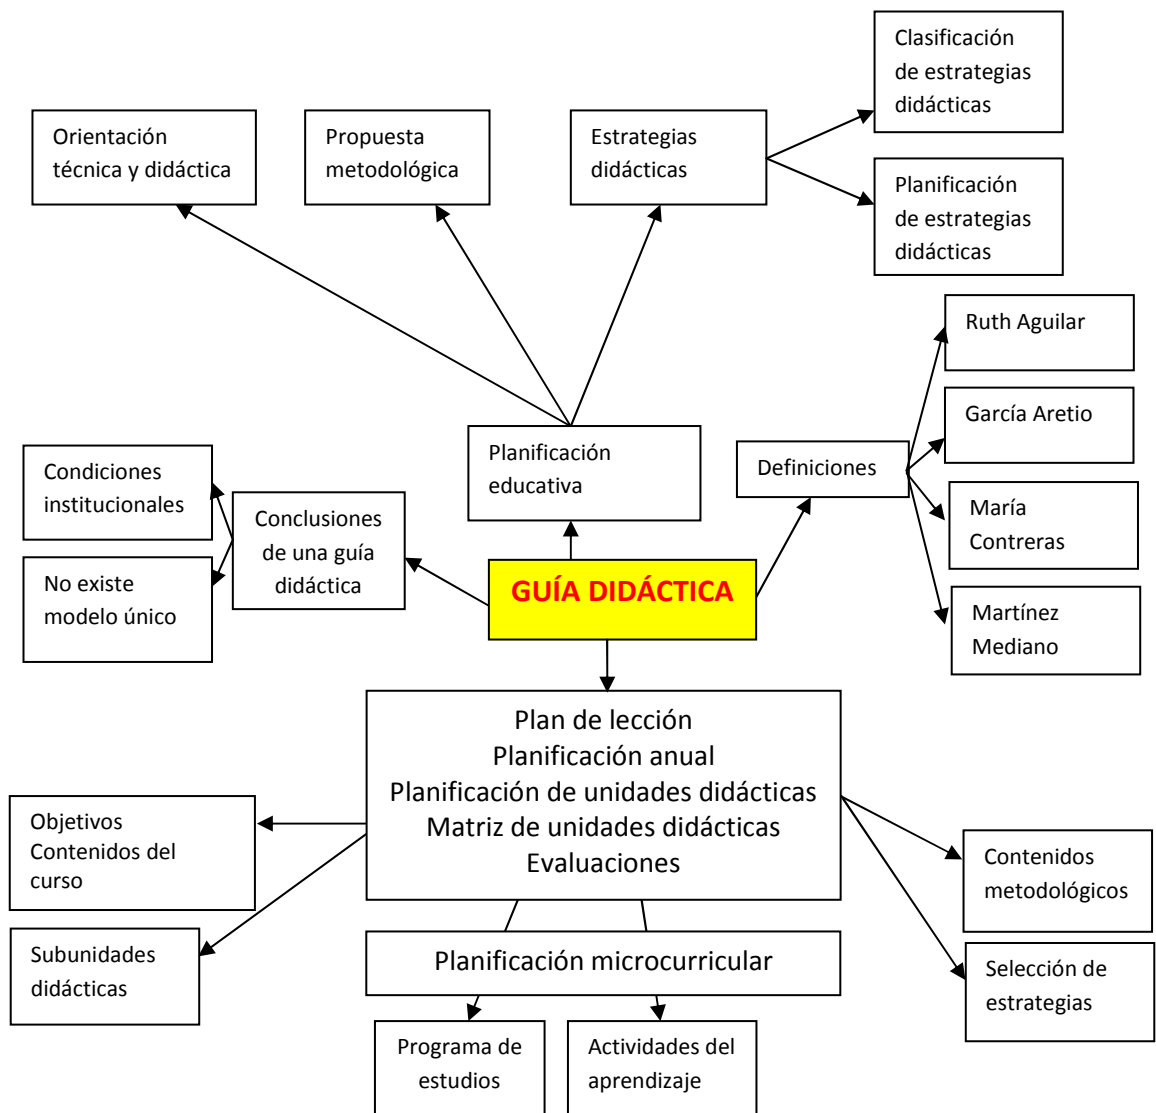 Clasificación
de estrategias
didácticas
Orientación
técnica y didáctica
Propuesta
metodológica
Estrategias
didácticas
Planificación
de estrategias
didácticas
Ruth Aguilar
García Aretio
María
Contreras
Martínez
Mediano
Definiciones
Planificación
educativa
Condiciones
institucionales
No existe
modelo único
Conclusiones
de una guía
didáctica
GUÍA DIDÁCTICA
Plan de lección
Planificación anual
Planificación de unidades didácticas
Matriz de unidades didácticas
Evaluaciones
Objetivos
Contenidos del
curso
Subunidades
didácticas
Contenidos
metodológicos
Selección de
estrategias
Planificación microcurricular
Programa de
estudios
Actividades del
aprendizaje